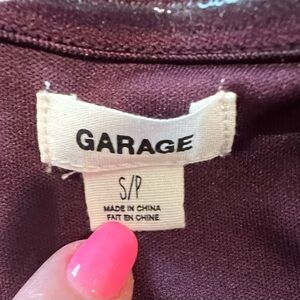 GARAGE
S/P
MADE IN CHINA
FAIT EN CHINE